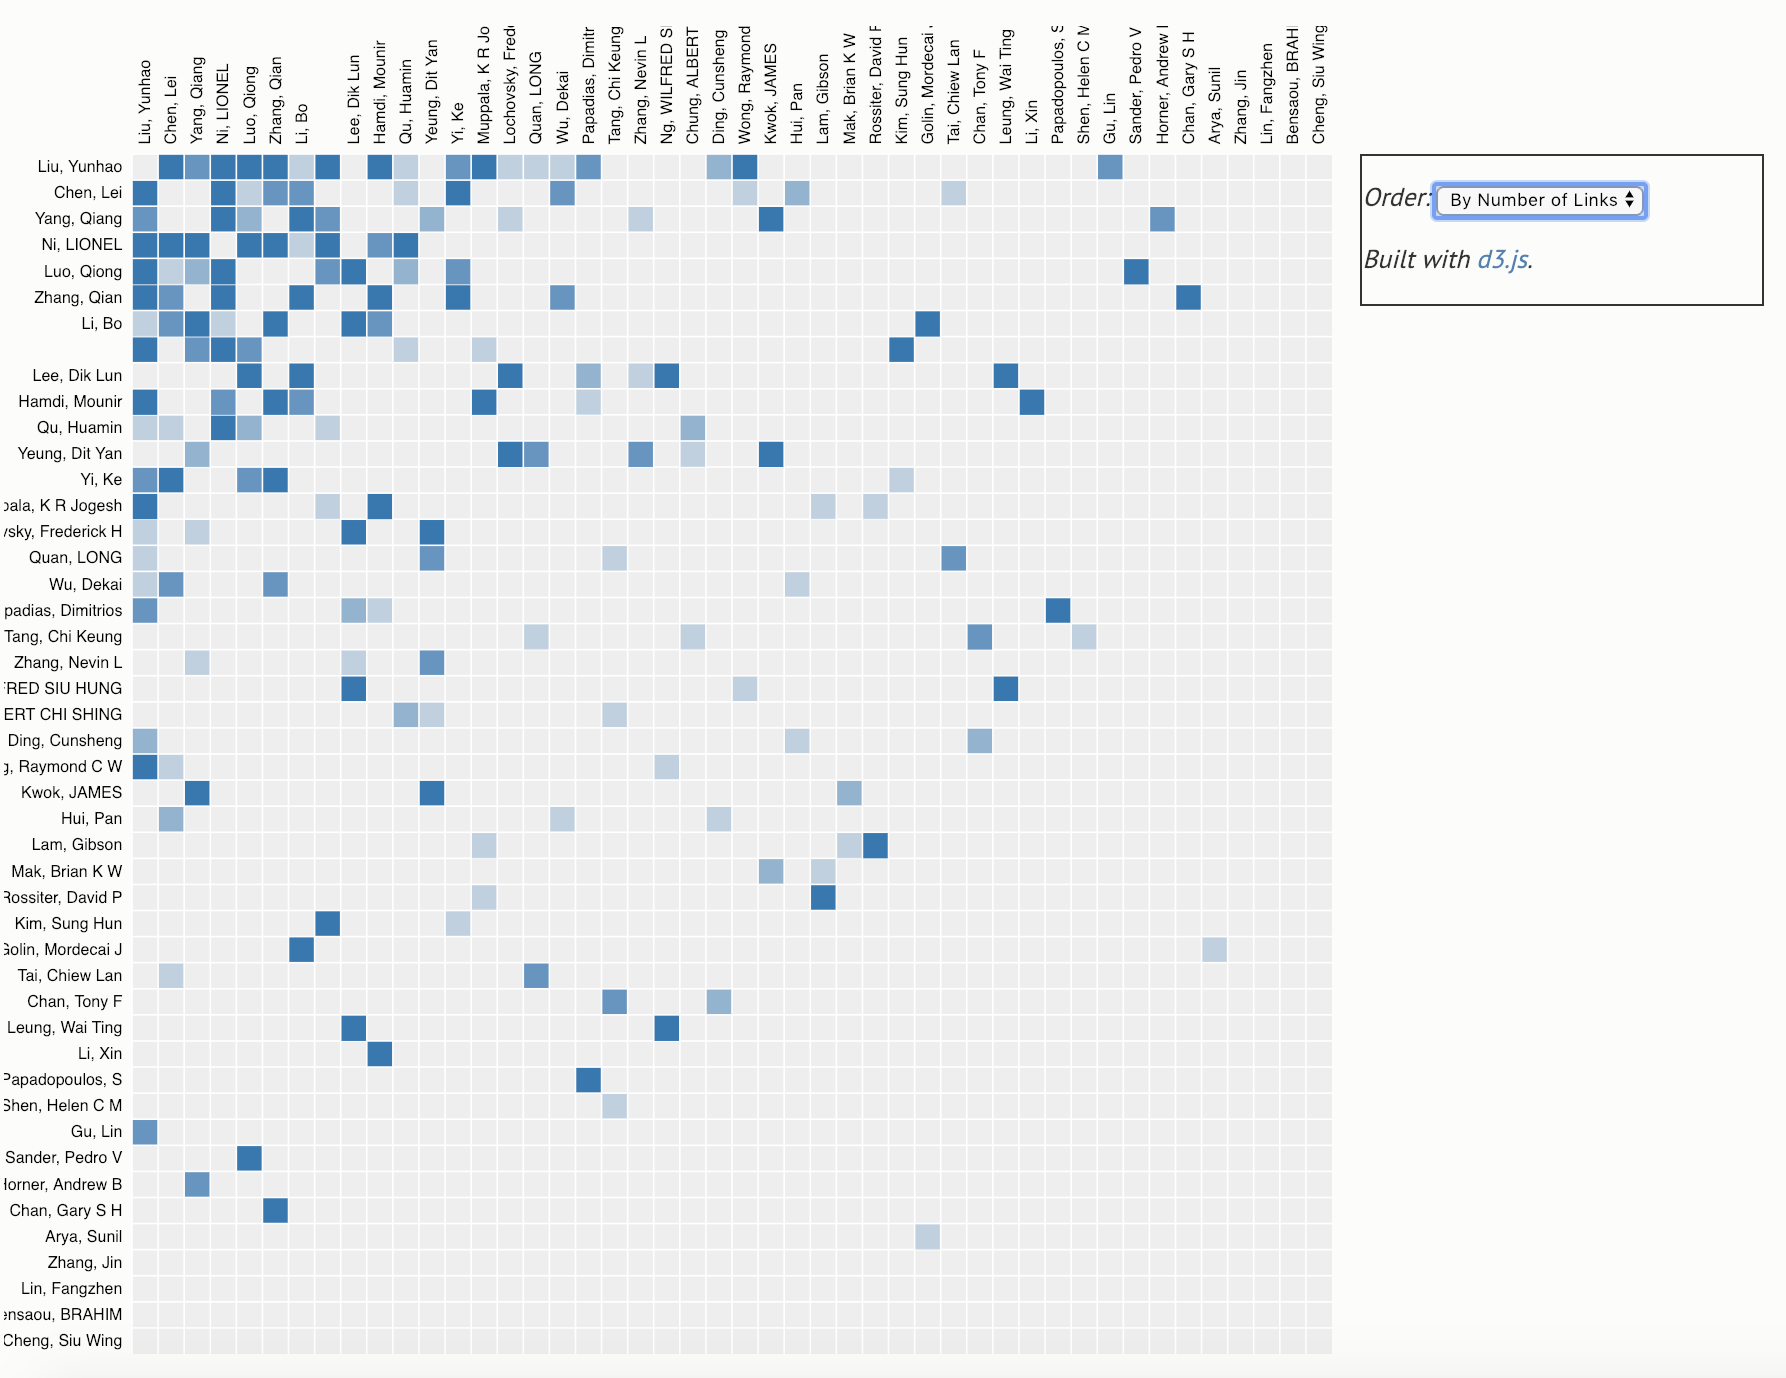 Liu, Yunhao
Chen, Lei
Yang, Qiang
Ni, LIONEL
Luo, Qiong
Zhang, Qian
Li, Bo
Lee, Dik Lun
Hamdi, Mounir
Qu, Huamin
Yeung, Dit Yan
Yi, Ke
Muppala, K R Jo
Lochovsky, Fred
Quan, LONG
Wu, Dekai
Papadias, Dimitr
Tang, Chi Keung
Zhang, Nevin L
Ng, WILFRED S
Chung, ALBERT
Ding, Cunsheng
Wong, Raymond
Kwok, JAMES
Hui, Pan
Lam, Gibson
Mak, Brian K W
Rossiter, David
Kim, Sung Hun
Golin, Mordecai
Tai, Chiew Lan
Chan, Tony F
Leung, Wai Ting
Li, Xin
Papadopoulos, S
Shen, Helen C M
Gu, Lin
Sander, Pedro V
Horner, Andrew
Chan, Gary S H
Arya, Sunil
Zhang, Jin
Lin, Fangzhen
Bensaou, BRAH
Cheng, Siu Wing
Liu, Yunhao
Chen, Lei
Yang, Qiang
Ni, LIONEL
Luo, Qiong
Zhang, Qian
Li, Bo
Lee, Dik Lun
Hamdi, Mounir
Qu, Huamin
Yeung, Dit Yan
Yi, Ke
pala, K R Jogesh
vsky, Frederick H
Quan, LONG
Wu, Dekai
padias, Dimitrios
Tang, Chi Keung
Zhang, Nevin L
FRED SIU HUNG
ERT CHI SHING
Ding, Cunsheng
g, Raymond C W
Kwok, JAMES
Hui, Pan
Lam, Gibson
Mak, Brian K W
Rossiter, David P
Kim, Sung Hun
Golin, Mordecai J
Tai, Chiew Lan
Chan, Tony F
Leung, Wai Ting
Li, Xin
Papadopoulos, S
Shen, Helen C M
Gu, Lin
Sander, Pedro V
Horner, Andrew B
Chan, Gary S H
Arya, Sunil
Zhang, Jin
Lin, Fangzhen
ensaou, BRAHIM
Cheng, Siu Wing
Order: By Number of Links
Built with d3.js.